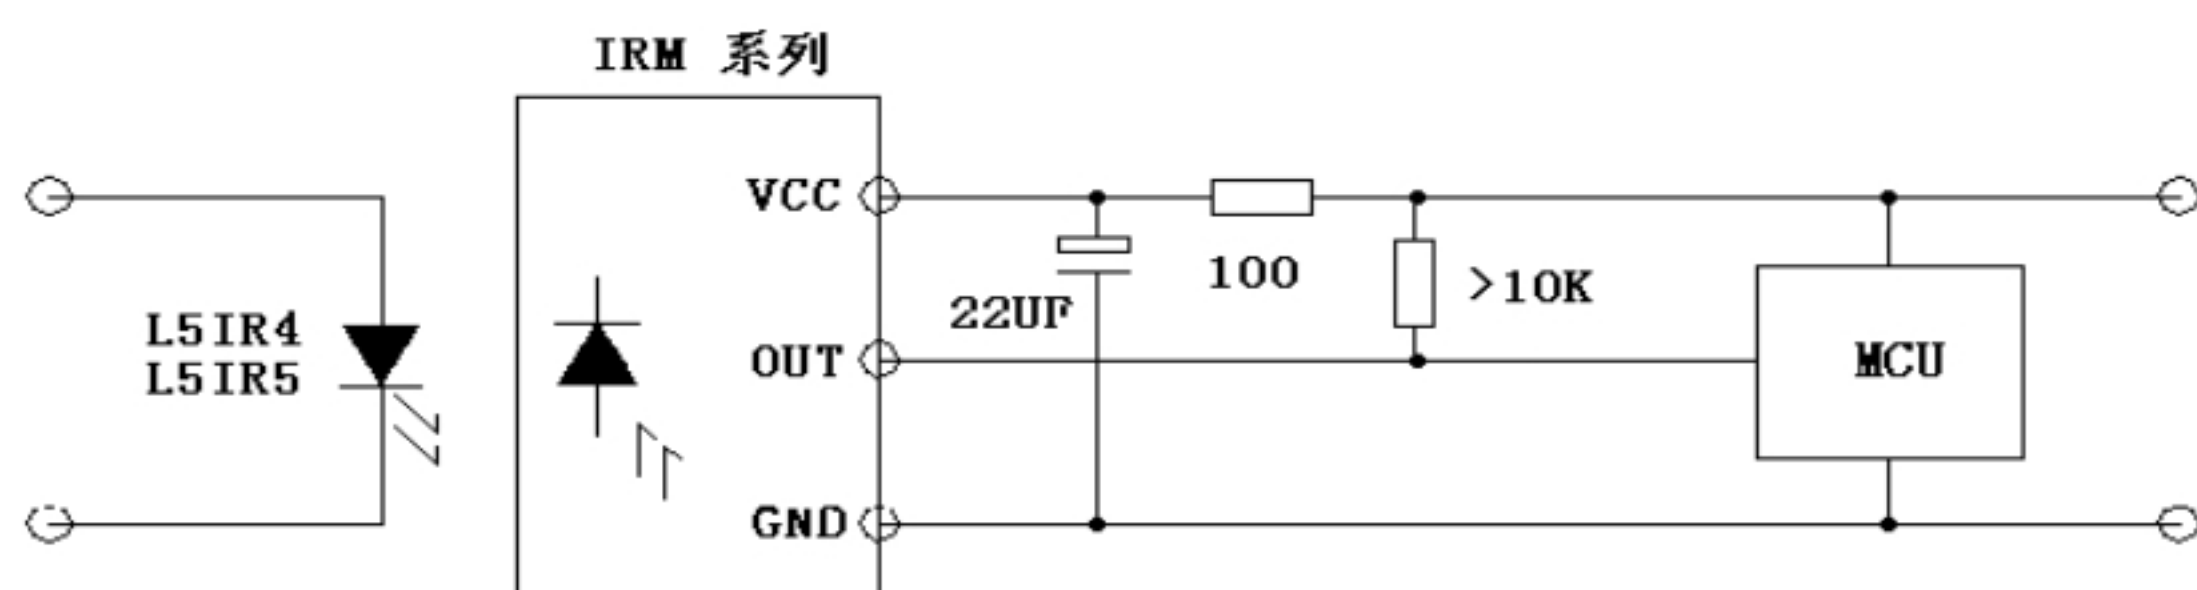 IRM 系列
VCC
100
>10K
22UF
L5IR4
L5IR5
OUT
MCU
GND